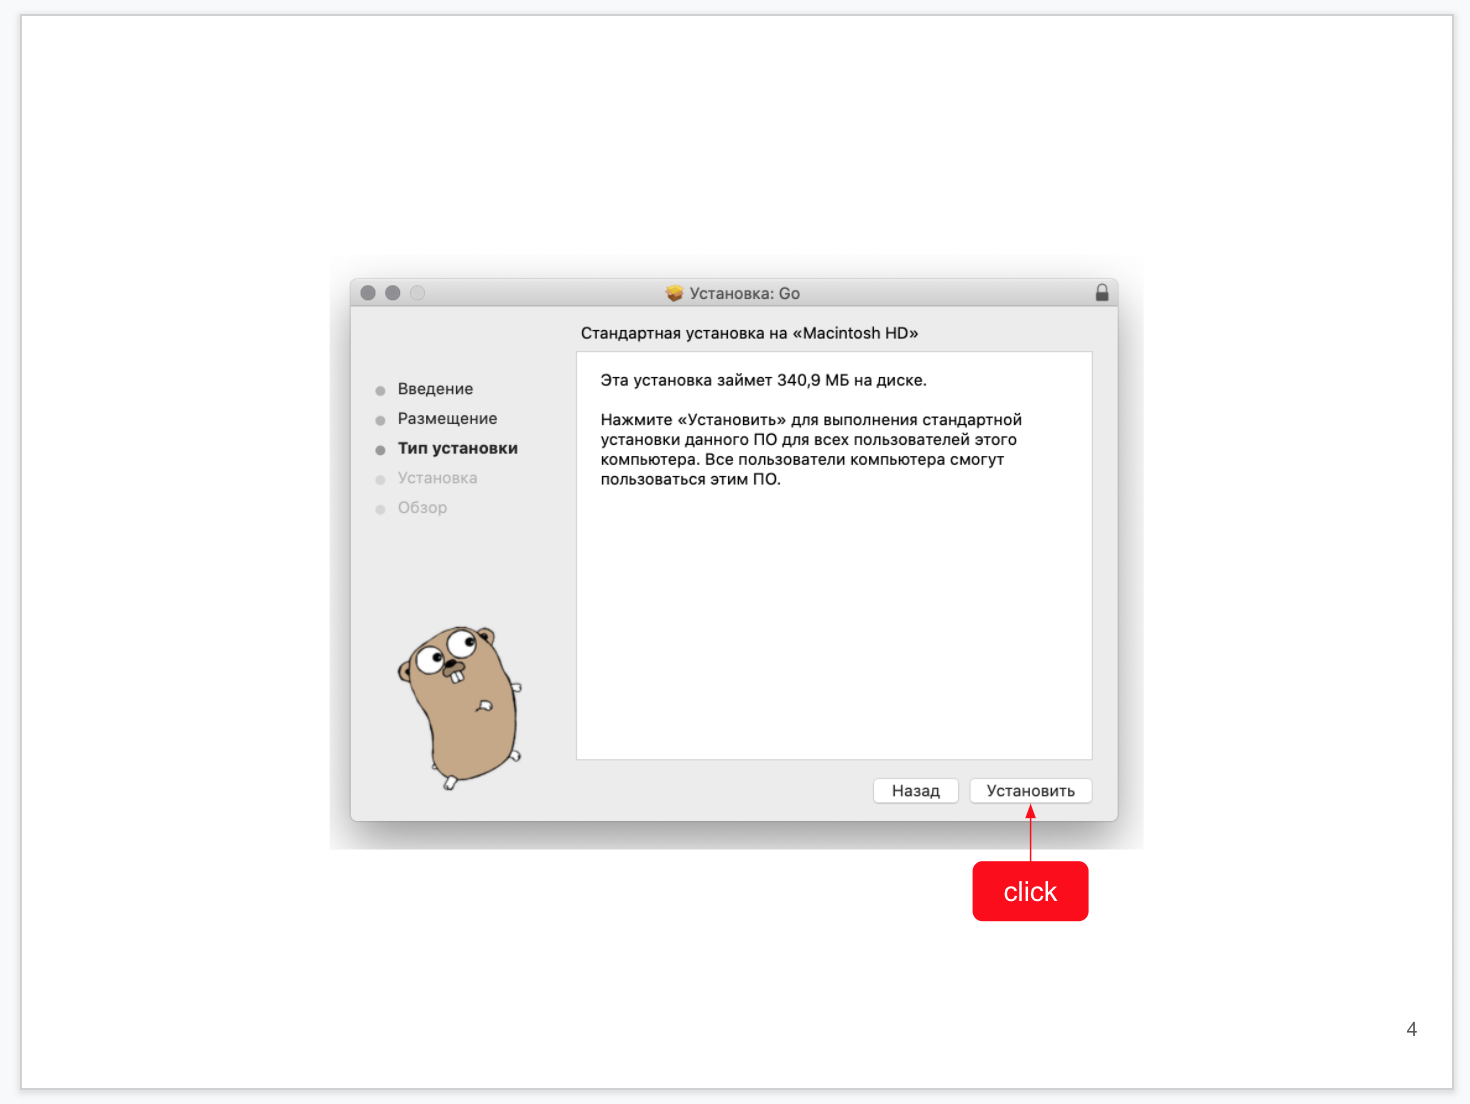 Установка: Go
Стандартная установка на «Macintosh HD»
Введение
Размещение
Тип установки
Установка
Обзор
Эта установка займет 340,9 МБ на диске.
Нажмите «Установить» для выполнения стандартной
установки данного ПО для всех пользователей этого
компьютера. Все пользователи компьютера смогут
пользоваться этим ПО.
Назад
Установить
click
4